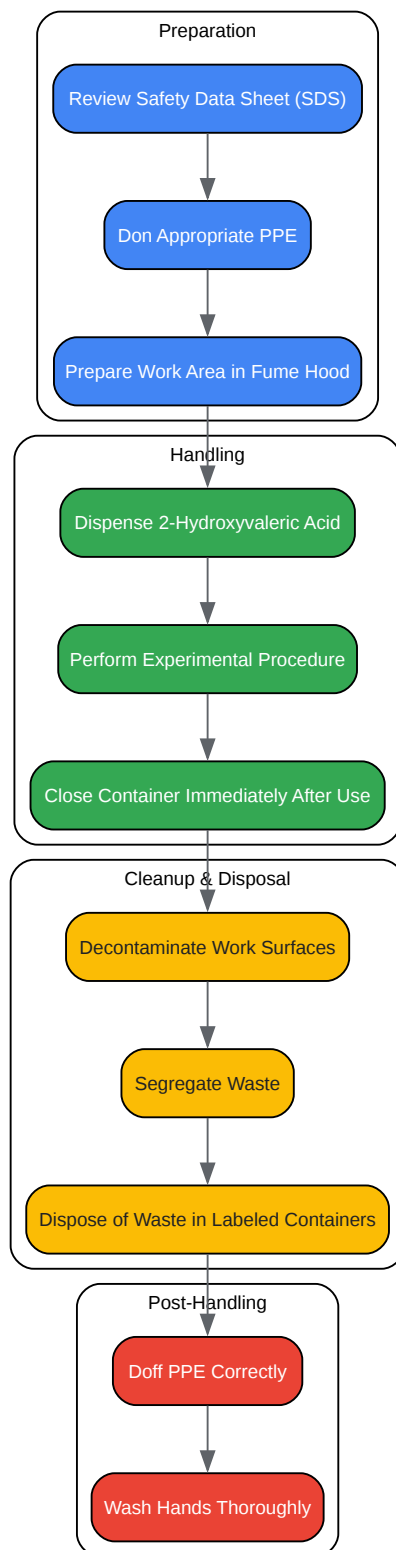 Preparation
Review Safety Data Sheet (SDS)
Don Appropriate PPE
Prepare Work Area in Fume Hood
Handling
Dispense 2-Hydroxyvaleric Acid
Perform Experimental Procedure
Close Container Immediately After Use
Cleanup & Disposal
Decontaminate Work Surfaces
Segregate Waste
Dispose of Waste in Labeled Containers
Post-Handling
Doff PPE Correctly
Wash Hands Thoroughly